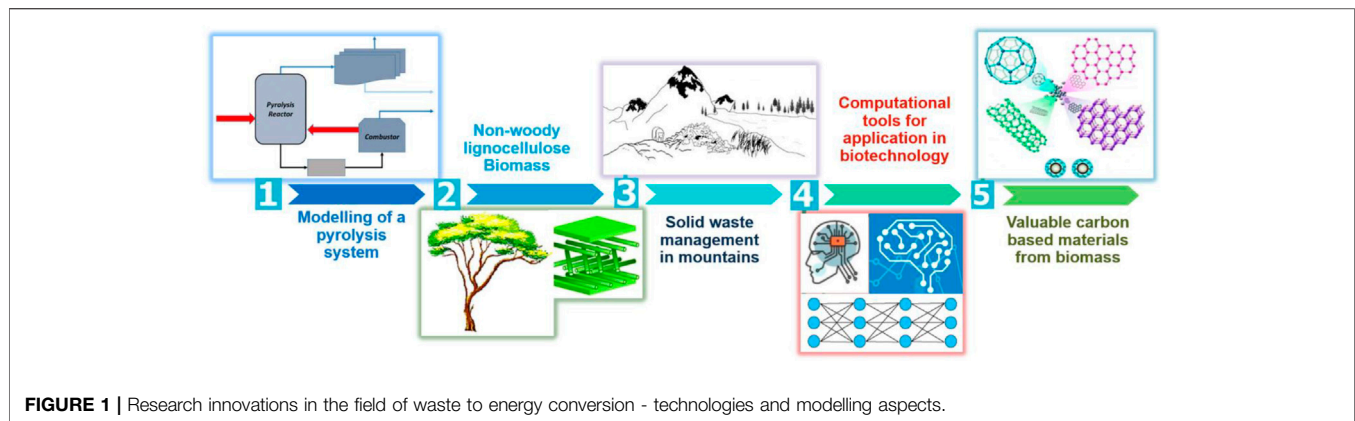 Pyrolysis
Reactor
Combustor
1
Modelling of a
pyrolysis
system
Non-woody
lignocellulose
Biomass
2
3
Solid waste
management
in mountains
Computational
tools for
application in
biotechnology
4
5
Valuable carbon
based materials
from biomass
FIGURE 1 | Research innovations in the field of waste to energy conversion - technologies and modelling aspects.